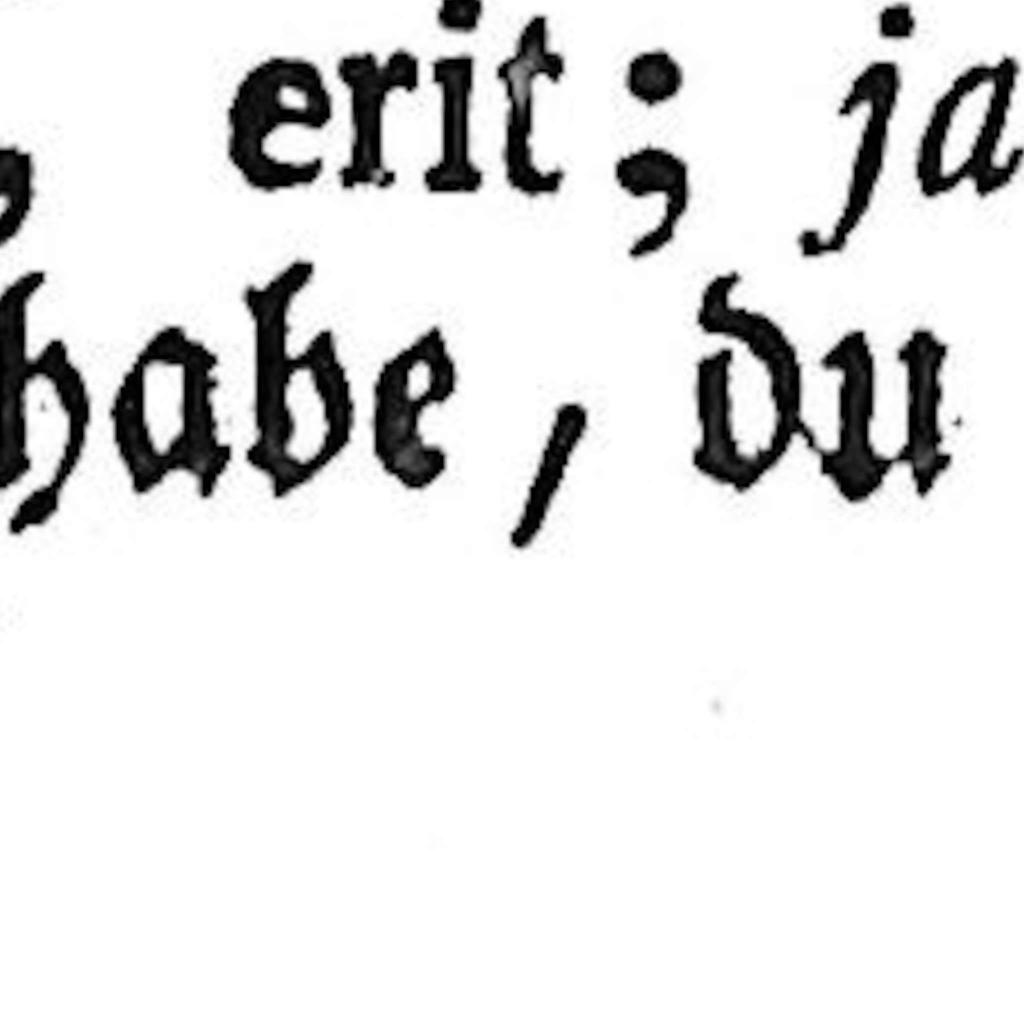 , erit; ja
habe, du